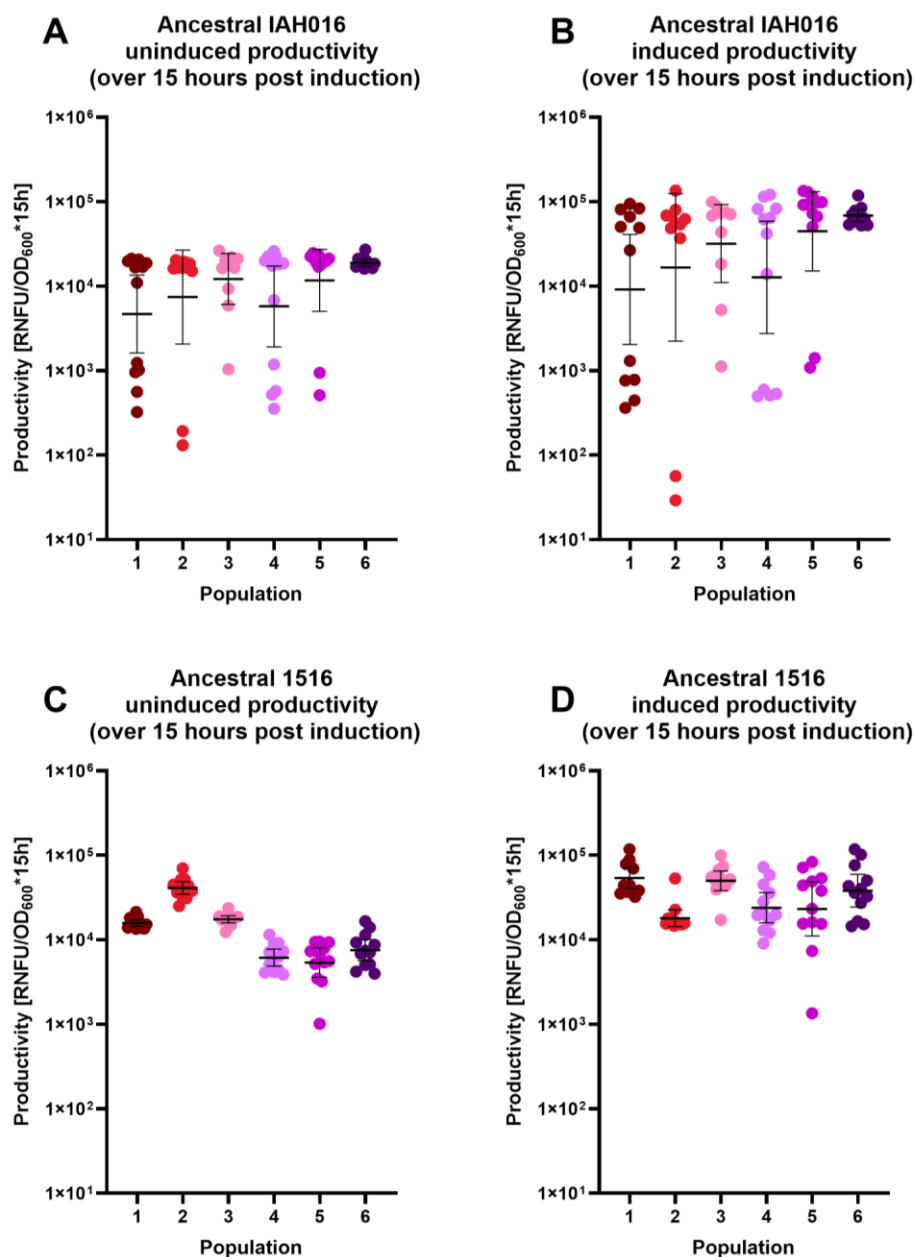 A
Ancestral IAH016
uninduced productivity
(over 15 hours post induction)
Productivity [RNFU/OD₆₀₀*15h]
1×10⁶
1×10⁵
1×10⁴
1×10³
1×10²
1×10¹
1 2 3 4 5 6
Population
B
Ancestral IAH016
induced productivity
(over 15 hours post induction)
Productivity [RNFU/OD₆₀₀*15h]
1×10⁶
1×10⁵
1×10⁴
1×10³
1×10²
1×10¹
1 2 3 4 5 6
Population
C
Ancestral 1516
uninduced productivity
(over 15 hours post induction)
Productivity [RNFU/OD₆₀₀*15h]
1×10⁶
1×10⁵
1×10⁴
1×10³
1×10²
1×10¹
1 2 3 4 5 6
Population
D
Ancestral 1516
induced productivity
(over 15 hours post induction)
Productivity [RNFU/OD₆₀₀*15h]
1×10⁶
1×10⁵
1×10⁴
1×10³
1×10²
1×10¹
1 2 3 4 5 6
Population